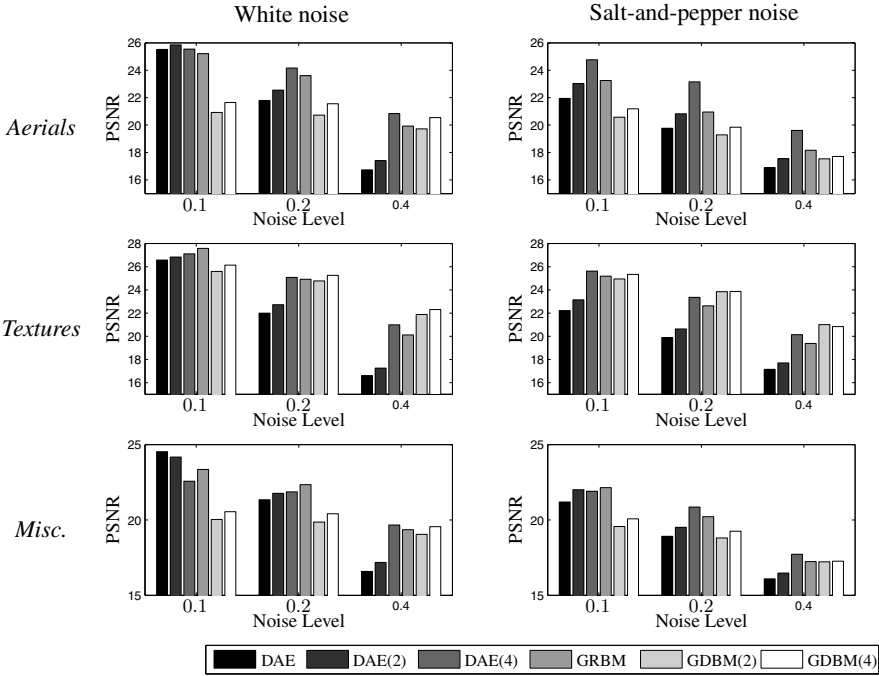 White noise
Salt-and-pepper noise
Aerials
PSNR
26
24
22
20
18
16
0.1
0.2
0.4
Noise Level
PSNR
26
24
22
20
18
16
0.1
0.2
0.4
Noise Level
Textures
PSNR
28
26
24
22
20
18
16
0.1
0.2
0.4
Noise Level
PSNR
28
26
24
22
20
18
16
0.1
0.2
0.4
Noise Level
Misc.
PSNR
25
20
15
0.1
0.2
0.4
Noise Level
PSNR
25
20
15
0.1
0.2
0.4
Noise Level
DAE DAE(2) DAE(4) GRBM GDBM(2) GDBM(4)